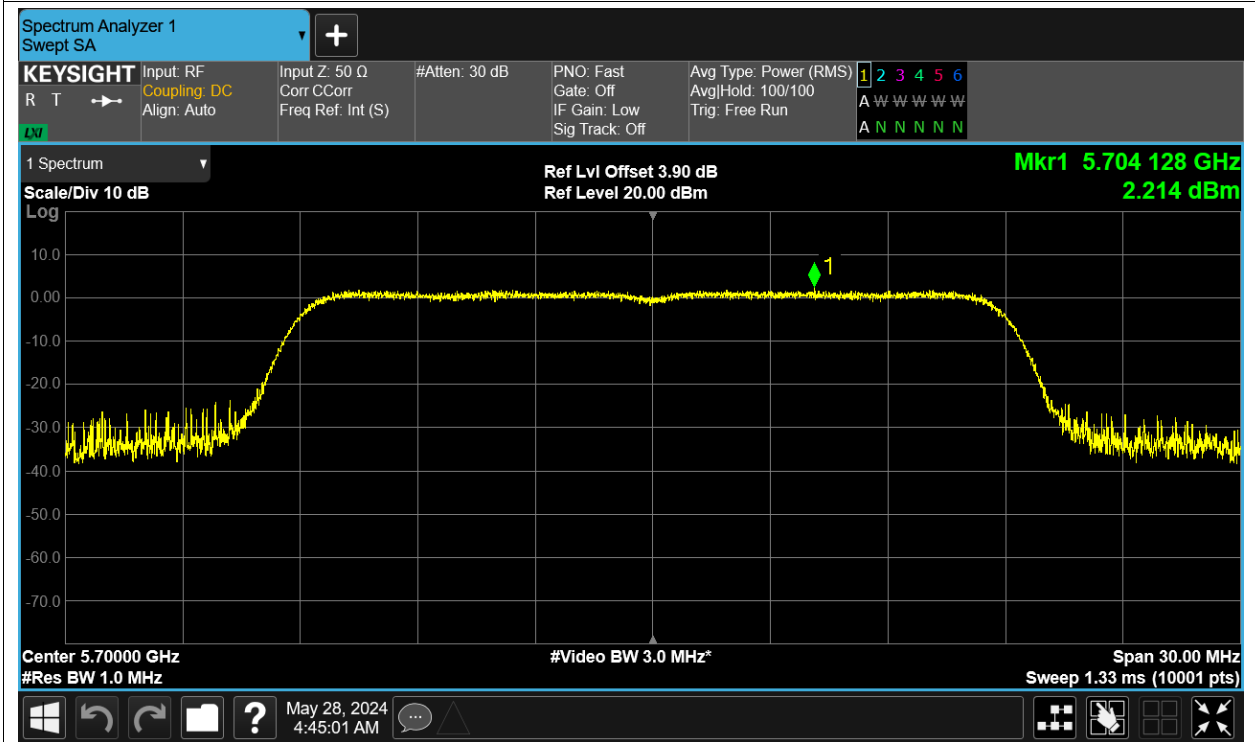 Spectrum Analyzer 1
Swept SA
+
KEYSIGHT
R T
LXI
Input: RF
Coupling: DC
Align: Auto
Input Z: 50 Ω
Corr CCorr
Freq Ref: Int (S)
#Atten: 30 dB
PNO: Fast
Gate: Off
IF Gain: Low
Sig Track: Off
Avg Type: Power (RMS)
Avg|Hold: 100/100
Trig: Free Run
1 2 3 4 5 6
A W W W W W
A N N N N N
1 Spectrum
Scale/Div 10 dB
Log
Ref Lvl Offset 3.90 dB
Ref Level 20.00 dBm
Mkr1 5.704 128 GHz
2.214 dBm
1
10.0
0.00
-10.0
-20.0
-30.0
-40.0
-50.0
-60.0
-70.0
Center 5.70000 GHz
#Video BW 3.0 MHz*
Span 30.00 MHz
#Res BW 1.0 MHz
Sweep 1.33 ms (10001 pts)
?
May 28, 2024
4:45:01 AM